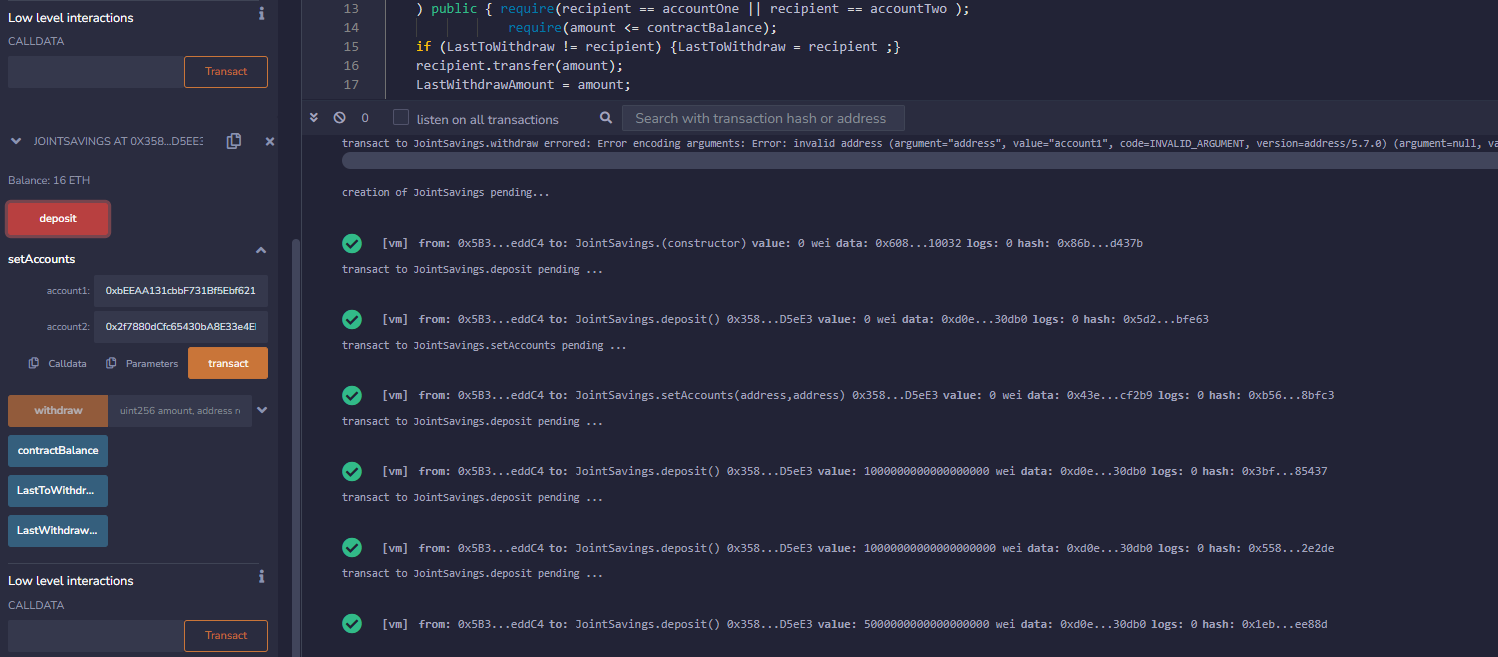 Low level interactions
CALLDATA
Transact
JOINTSAVINGS AT 0X358...D5EE3
Balance: 16 ETH
deposit
setAccounts
account1: 0xbEEAA131cbbF731Bf5Ebf621
account2: 0x2f7880dCfc65430bA8E33e4E
Calldata Parameters transact
withdraw uint256 amount, address r
contractBalance
LastToWithdr...
LastWithdraw...
Low level interactions
CALLDATA
Transact
13 ) public { require(recipient == accountOne || recipient == accountTwo );
14 require(amount <= contractBalance);
15 if (LastToWithdraw != recipient) {LastToWithdraw = recipient ;}
16 recipient.transfer(amount);
17 LastWithdrawAmount = amount;
0 listen on all transactions Search with transaction hash or address
transact to JointSavings.withdraw errored: Error encoding arguments: Error: invalid address (argument="address", value="account1", code=INVALID_ARGUMENT, version=address/5.7.0) (argument=null, va
creation of JointSavings pending...
[vm] from: 0x5B3...eddC4 to: JointSavings.(constructor) value: 0 wei data: 0x608...10032 logs: 0 hash: 0x86b...d437b
transact to JointSavings.deposit pending ...
[vm] from: 0x5B3...eddC4 to: JointSavings.deposit() 0x358...D5eE3 value: 0 wei data: 0xd0e...30db0 logs: 0 hash: 0x5d2...bfe63
transact to JointSavings.setAccounts pending ...
[vm] from: 0x5B3...eddC4 to: JointSavings.setAccounts(address,address) 0x358...D5eE3 value: 0 wei data: 0x43e...cf2b9 logs: 0 hash: 0xb56...8bfc3
transact to JointSavings.deposit pending ...
[vm] from: 0x5B3...eddC4 to: JointSavings.deposit() 0x358...D5eE3 value: 1000000000000000000 wei data: 0xd0e...30db0 logs: 0 hash: 0x3bf...85437
transact to JointSavings.deposit pending ...
[vm] from: 0x5B3...eddC4 to: JointSavings.deposit() 0x358...D5eE3 value: 10000000000000000000 wei data: 0xd0e...30db0 logs: 0 hash: 0x558...2e2de
transact to JointSavings.deposit pending ...
[vm] from: 0x5B3...eddC4 to: JointSavings.deposit() 0x358...D5eE3 value: 5000000000000000000 wei data: 0xd0e...30db0 logs: 0 hash: 0x1eb...ee88d